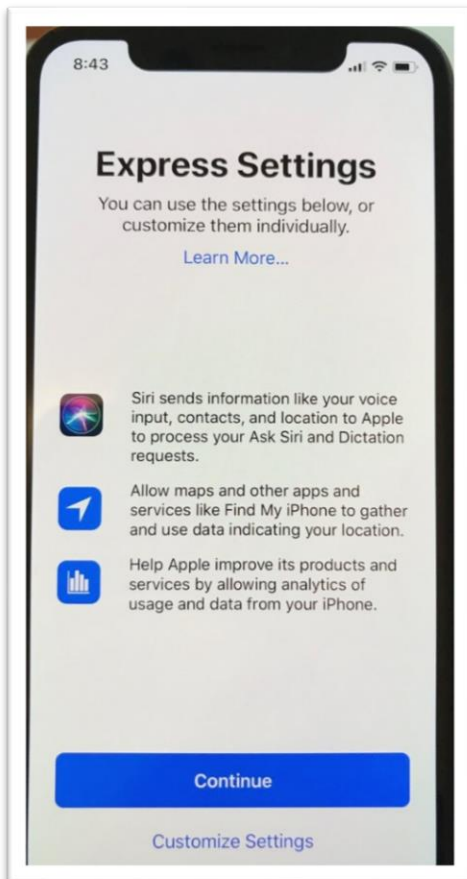 8:43
Express Settings
You can use the settings below, or
customize them individually.
Learn More...
Siri sends information like your voice
input, contacts, and location to Apple
to process your Ask Siri and Dictation
requests.
Allow maps and other apps and
services like Find My iPhone to gather
and use data indicating your location.
Help Apple improve its products and
services by allowing analytics of
usage and data from your iPhone.
Continue
Customize Settings